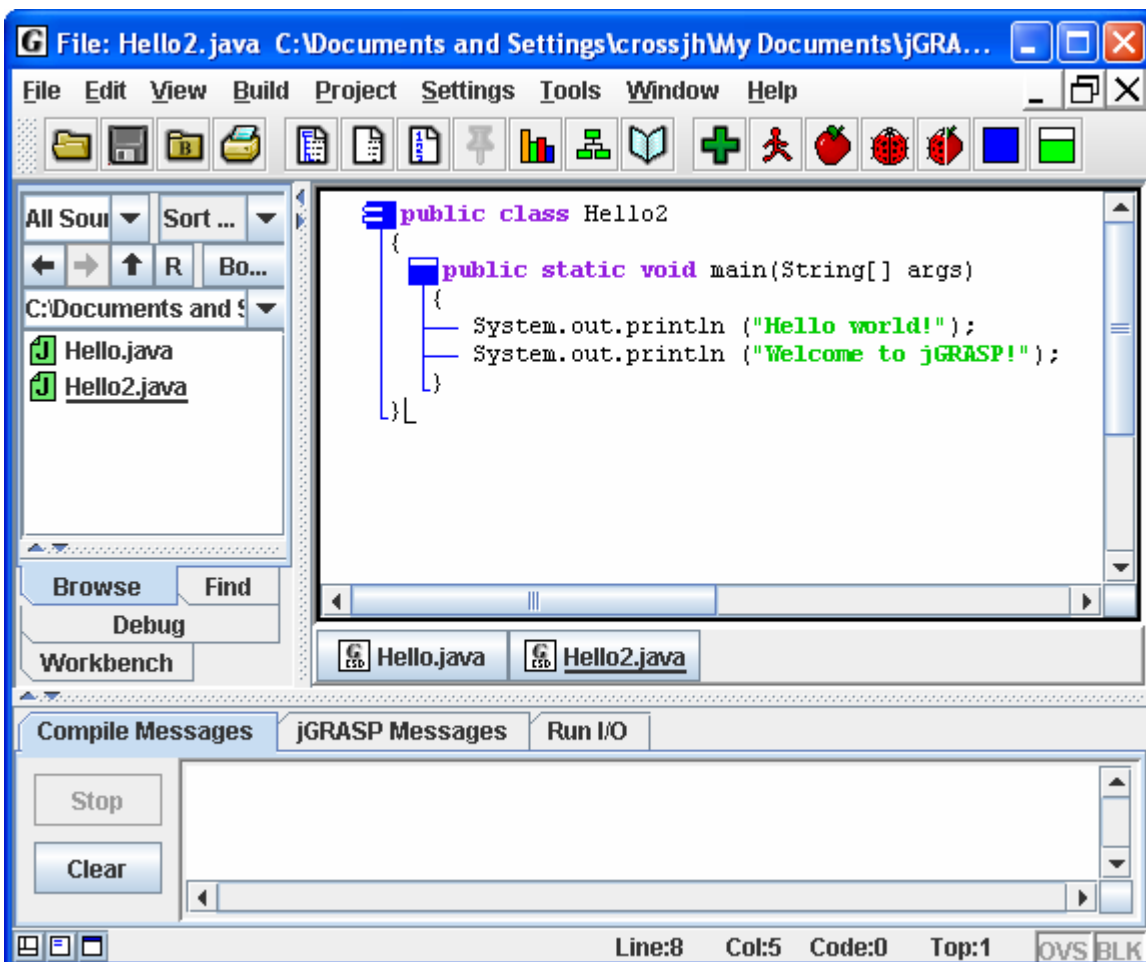 File: Hello2.java C:\Documents and Settings\crossjh\My Documents\jGRA...
File Edit View Build Project Settings Tools Window Help
B
All Sour Sort ...
R Bo...
C:\Documents and S
Hello.java
Hello2.java
Browse Find
Debug
Workbench
public class Hello2
{
public static void main(String[] args)
{
System.out.println ("Hello world!");
System.out.println ("Welcome to jGRASP!");
}
}
Hello.java Hello2.java
Compile Messages jGRASP Messages Run I/O
Stop
Clear
Line:8 Col:5 Code:0 Top:1 OVS BLK